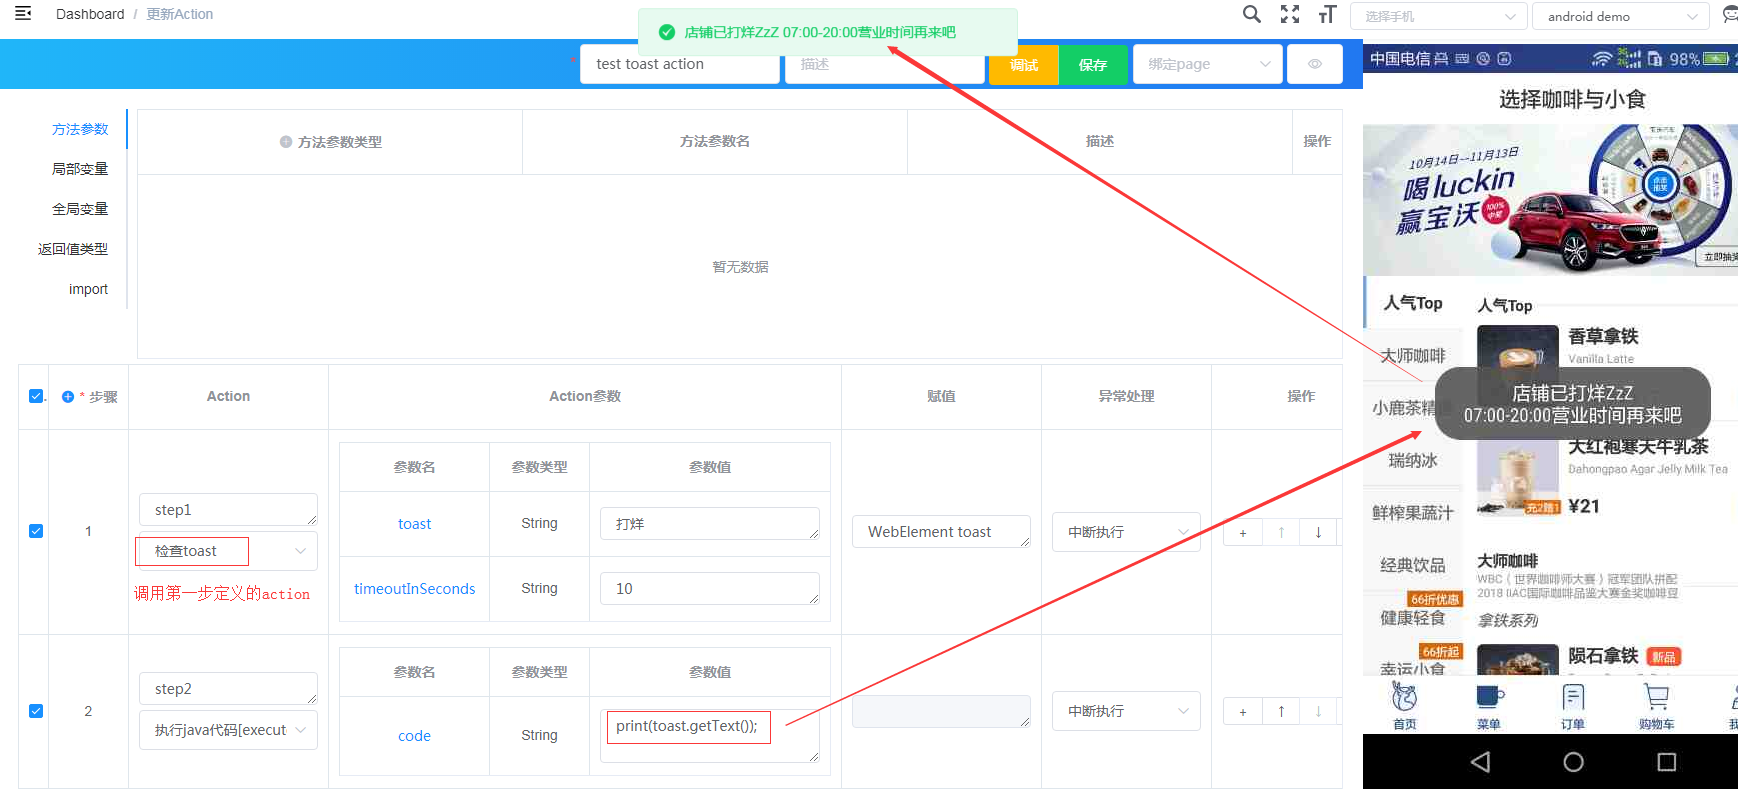 Dashboard / 更新Action
选择手机
android demo
店铺已打烊ZzZ 07:00-20:00营业时间再来吧
* test toast action
描述
调试
保存
绑定page
方法参数
局部变量
全局变量
返回值类型
import
方法参数类型
方法参数名
描述
操作
暂无数据
* 步骤
Action
Action参数
赋值
异常处理
操作
1
step1
检查toast
调用第一步定义的action
参数名
参数类型
参数值
toast
String
打烊
timeoutInSeconds
String
10
WebElement toast
中断执行
+ ↑ ↓
2
step2
执行java代码[execut
参数名
参数类型
参数值
code
String
print(toast.getText());
中断执行
+ ↑ ↓
中国电信
98%
选择咖啡与小食
10月14日—11月13日
喝luckin
赢宝沃
100%
中奖
点击
抽奖
立即抽奖
人气Top
大师咖啡
小鹿茶精
瑞纳冰
鲜榨果蔬汁
经典饮品
66折优惠
健康轻食
66折起
幸运小食
人气Top
香草拿铁
Vanilla Latte
店铺已打烊ZzZ
07:00-20:00营业时间再来吧
大红袍寒天牛乳茶
Dahongpao Agar Jelly Milk Tea
充2赠1
¥21
大师咖啡
WBC（世界咖啡师大赛）冠军团队拼配
2018 IIAC国际咖啡品鉴大赛金奖咖啡豆
拿铁系列
陨石拿铁
新品
首页
菜单
订单
购物车